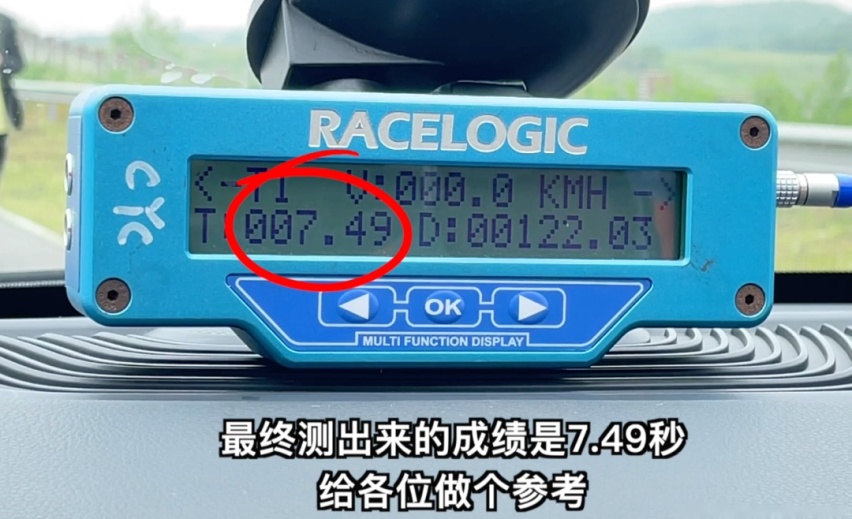 RACELOGIC
<-T1 V:000.0 KMH ->
T:007.49 D:00122.03
CYC
OK
MULTI FUNCTION DISPLAY
最终测出来的成绩是7.49秒
给各位做个参考